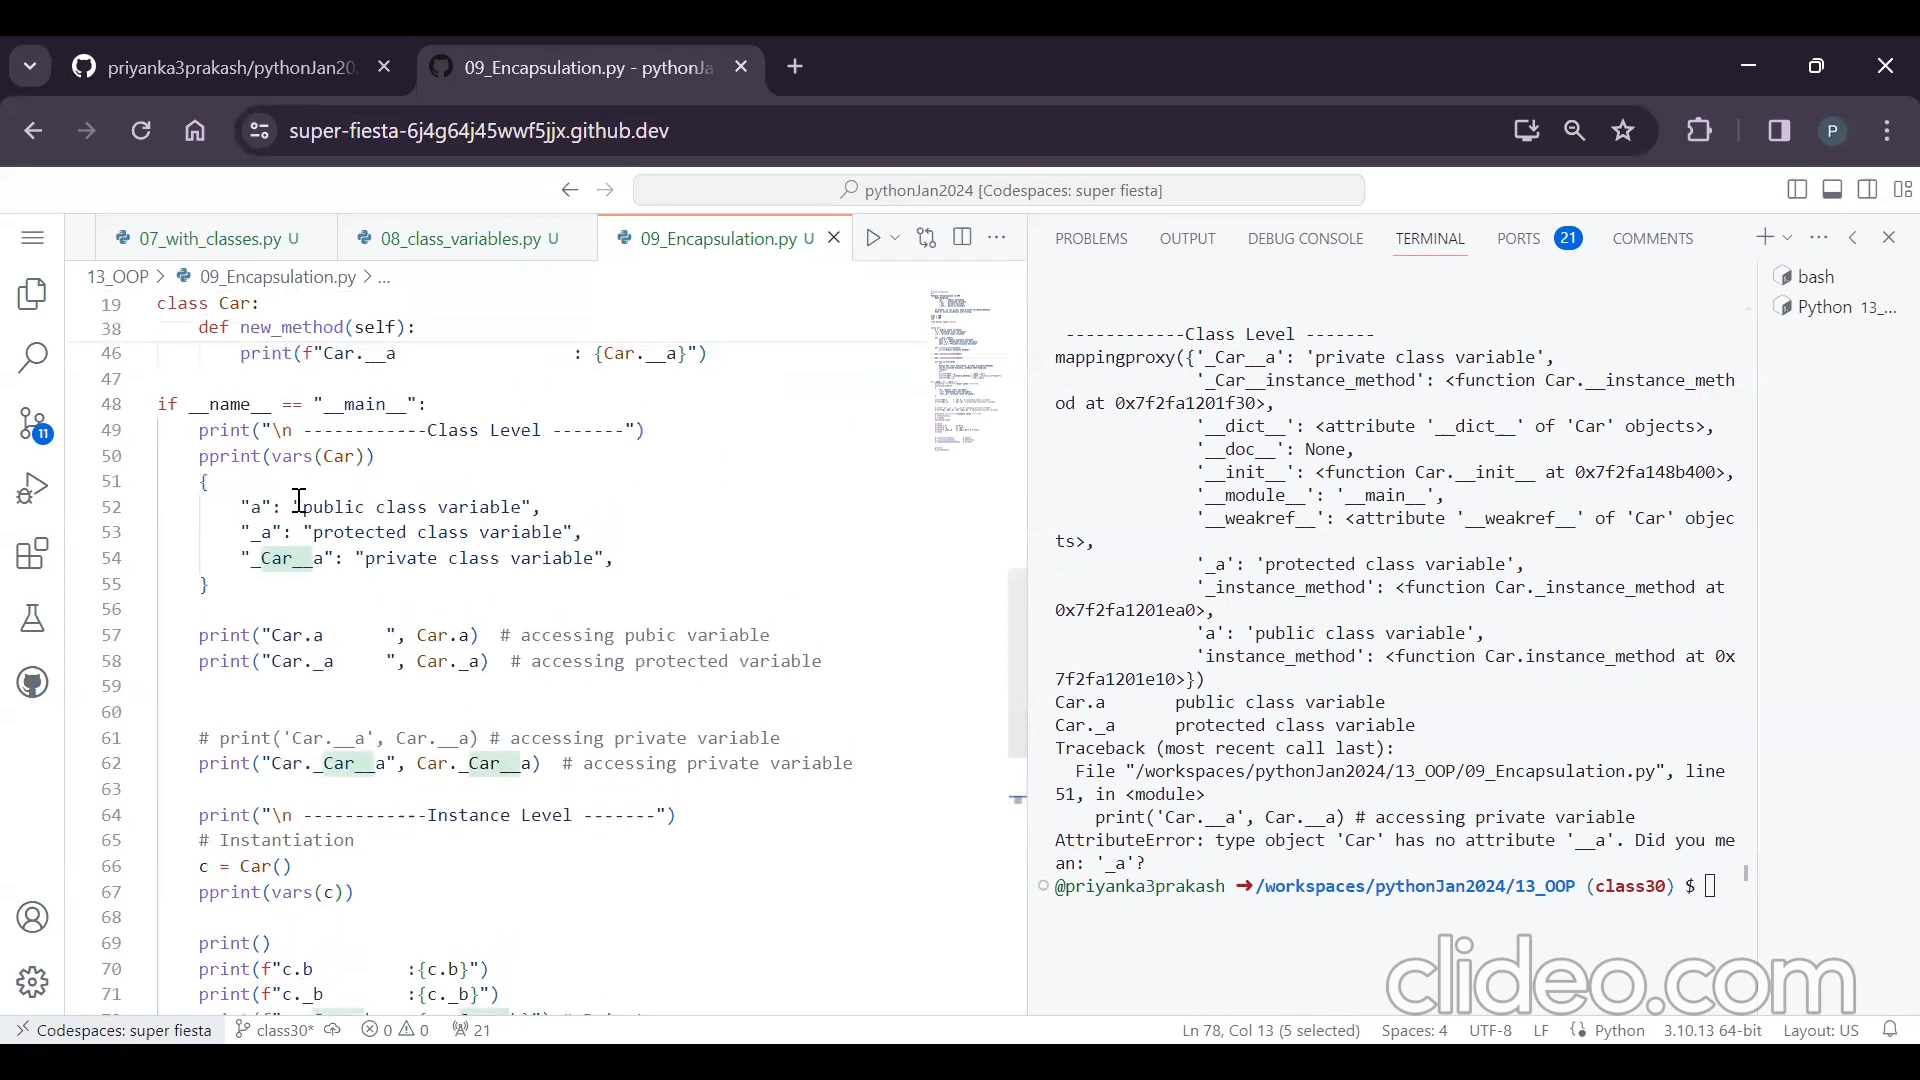 priyanka3prakash/pythonJan20
09_Encapsulation.py - pythonJa
super-fiesta-6j4g64j45wwf5jjx.github.dev
P
pythonJan2024 [Codespaces: super fiesta]
07_with_classes.py U
08_class_variables.py U
09_Encapsulation.py U
13_OOP > 09_Encapsulation.py > ...
19 class Car:
38     def new_method(self):
46         print(f"Car.__a                 : {Car.__a}")
47
48 if __name__ == "__main__":
49     print("\n ------------Class Level -------")
50     pprint(vars(Car))
51     {
52         "a": "public class variable",
53         "_a": "protected class variable",
54         "_Car__a": "private class variable",
55     }
56
57     print("Car.a      ", Car.a)  # accessing pubic variable
58     print("Car._a     ", Car._a)  # accessing protected variable
59
60
61     # print('Car.__a', Car.__a) # accessing private variable
62     print("Car._Car__a", Car._Car__a)  # accessing private variable
63
64     print("\n ------------Instance Level -------")
65     # Instantiation
66     c = Car()
67     pprint(vars(c))
68
69     print()
70     print(f"c.b         :{c.b}")
71     print(f"c._b        :{c._b}")
PROBLEMS OUTPUT DEBUG CONSOLE TERMINAL PORTS 21 COMMENTS
------------Class Level -------
mappingproxy({'_Car__a': 'private class variable',
'_Car__instance_method': <function Car.__instance_meth
od at 0x7f2fa1201f30>,
'__dict__': <attribute '__dict__' of 'Car' objects>,
'__doc__': None,
'__init__': <function Car.__init__ at 0x7f2fa148b400>,
'__module__': '__main__',
'__weakref__': <attribute '__weakref__' of 'Car' objec
ts>,
'_a': 'protected class variable',
'_instance_method': <function Car._instance_method at
0x7f2fa1201ea0>,
'a': 'public class variable',
'instance_method': <function Car.instance_method at 0x
7f2fa1201e10>})
Car.a       public class variable
Car._a      protected class variable
Traceback (most recent call last):
File "/workspaces/pythonJan2024/13_OOP/09_Encapsulation.py", line
51, in <module>
print('Car.__a', Car.__a) # accessing private variable
AttributeError: type object 'Car' has no attribute '__a'. Did you me
an: '_a'?
@priyanka3prakash ➜/workspaces/pythonJan2024/13_OOP (class30) $
bash
Python 13_...
11
clideo.com
Codespaces: super fiesta class30* 0 0 21 Ln 78, Col 13 (5 selected) Spaces: 4 UTF-8 LF Python 3.10.13 64-bit Layout: US